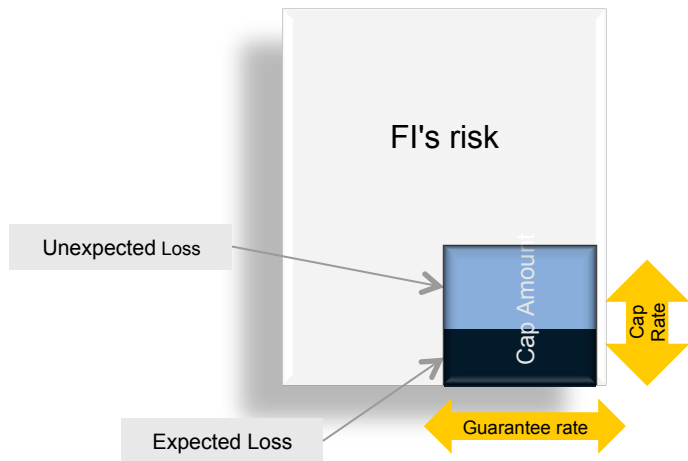 FI's risk
Unexpected Loss
Cap Amount
Cap
Rate
Guarantee rate
Expected Loss